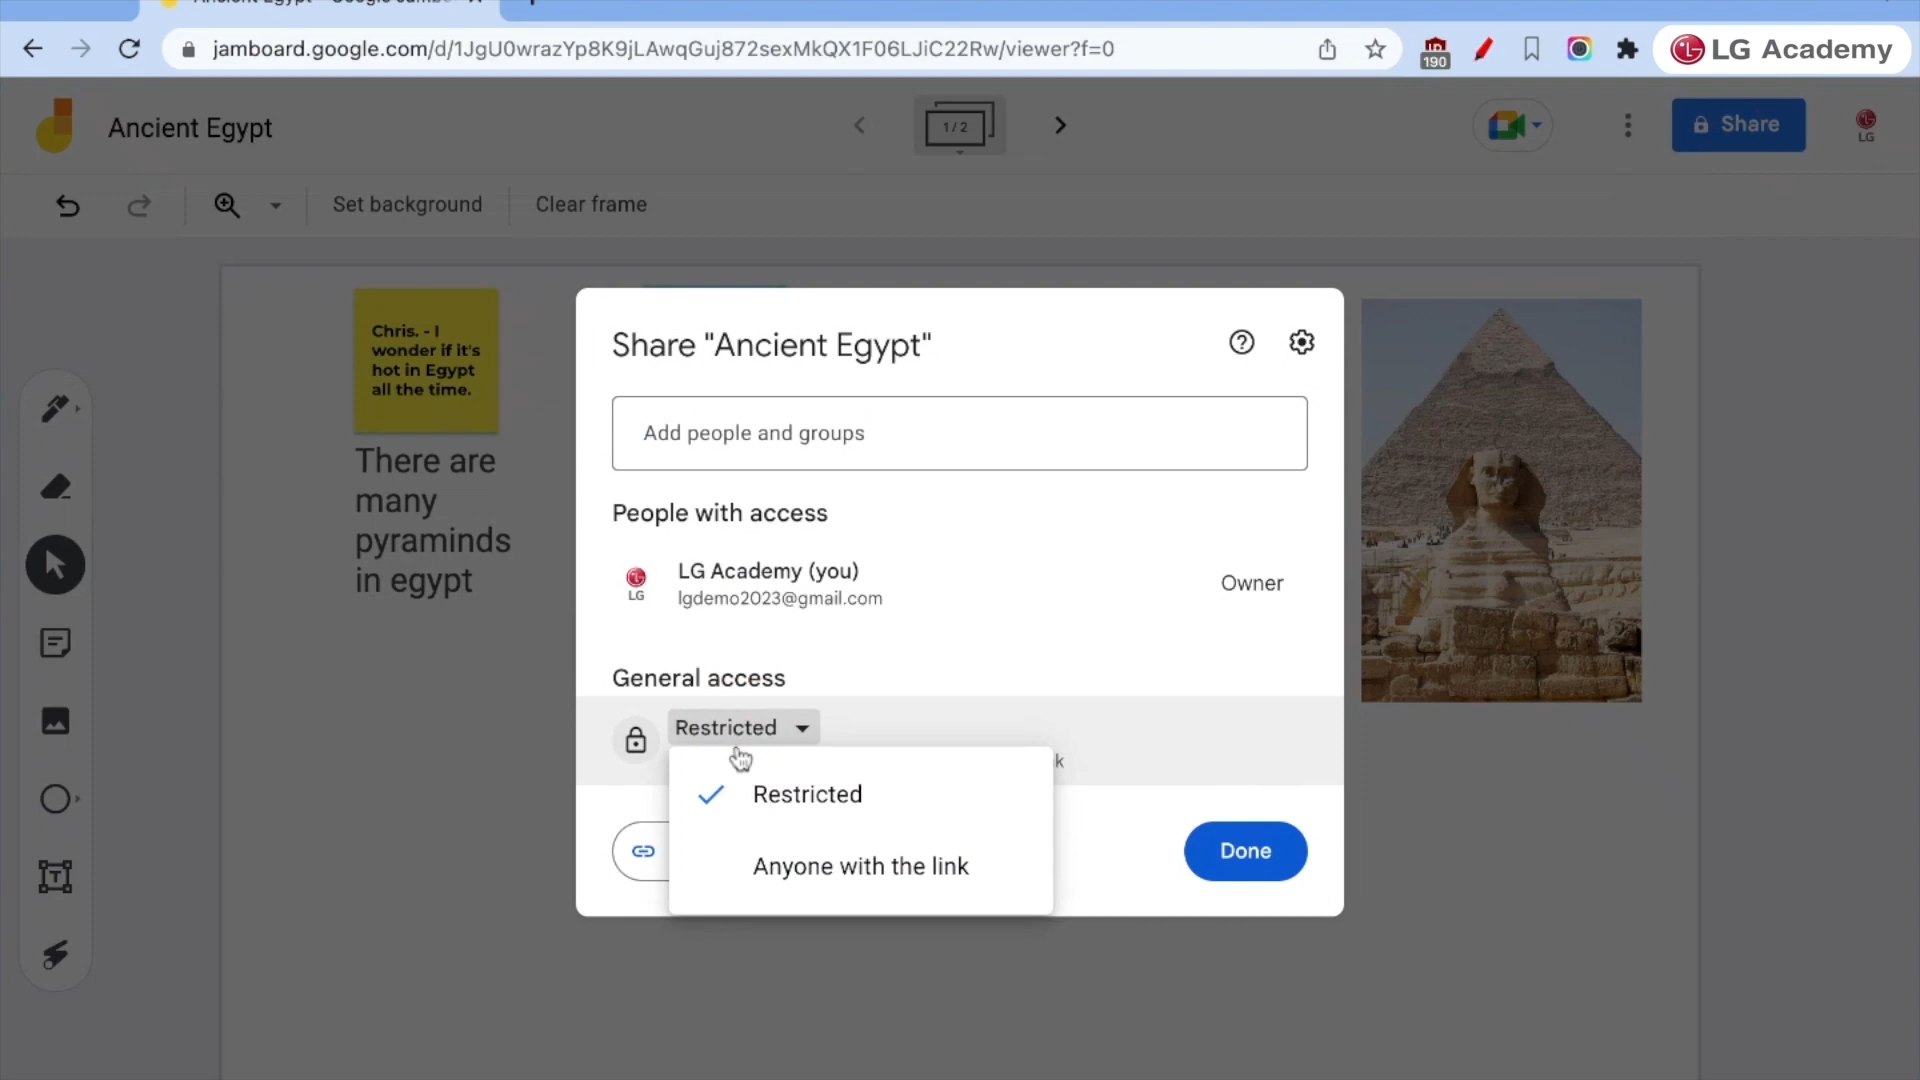 jamboard.google.com/d/1JgU0wrazYp8K9jLAwqGuj872sexMkQX1F06LJiC22Rw/viewer?f=0
190
LG Academy
Ancient Egypt
1 / 2
Share
LG
Set background
Clear frame
Chris. - I
wonder if it's
hot in Egypt
all the time.
There are
many
pyraminds
in egypt
Share "Ancient Egypt"
Add people and groups
People with access
LG Academy (you)
LG
lgdemo2023@gmail.com
Owner
General access
Restricted
Restricted
Anyone with the link
Done